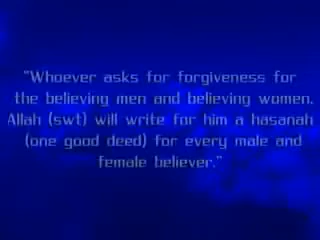 "Whoever asks for forgiveness for
the believing men and believing women.
Allah (swt) will write for him a hasanah
(one good deed) for every male and
female believer."